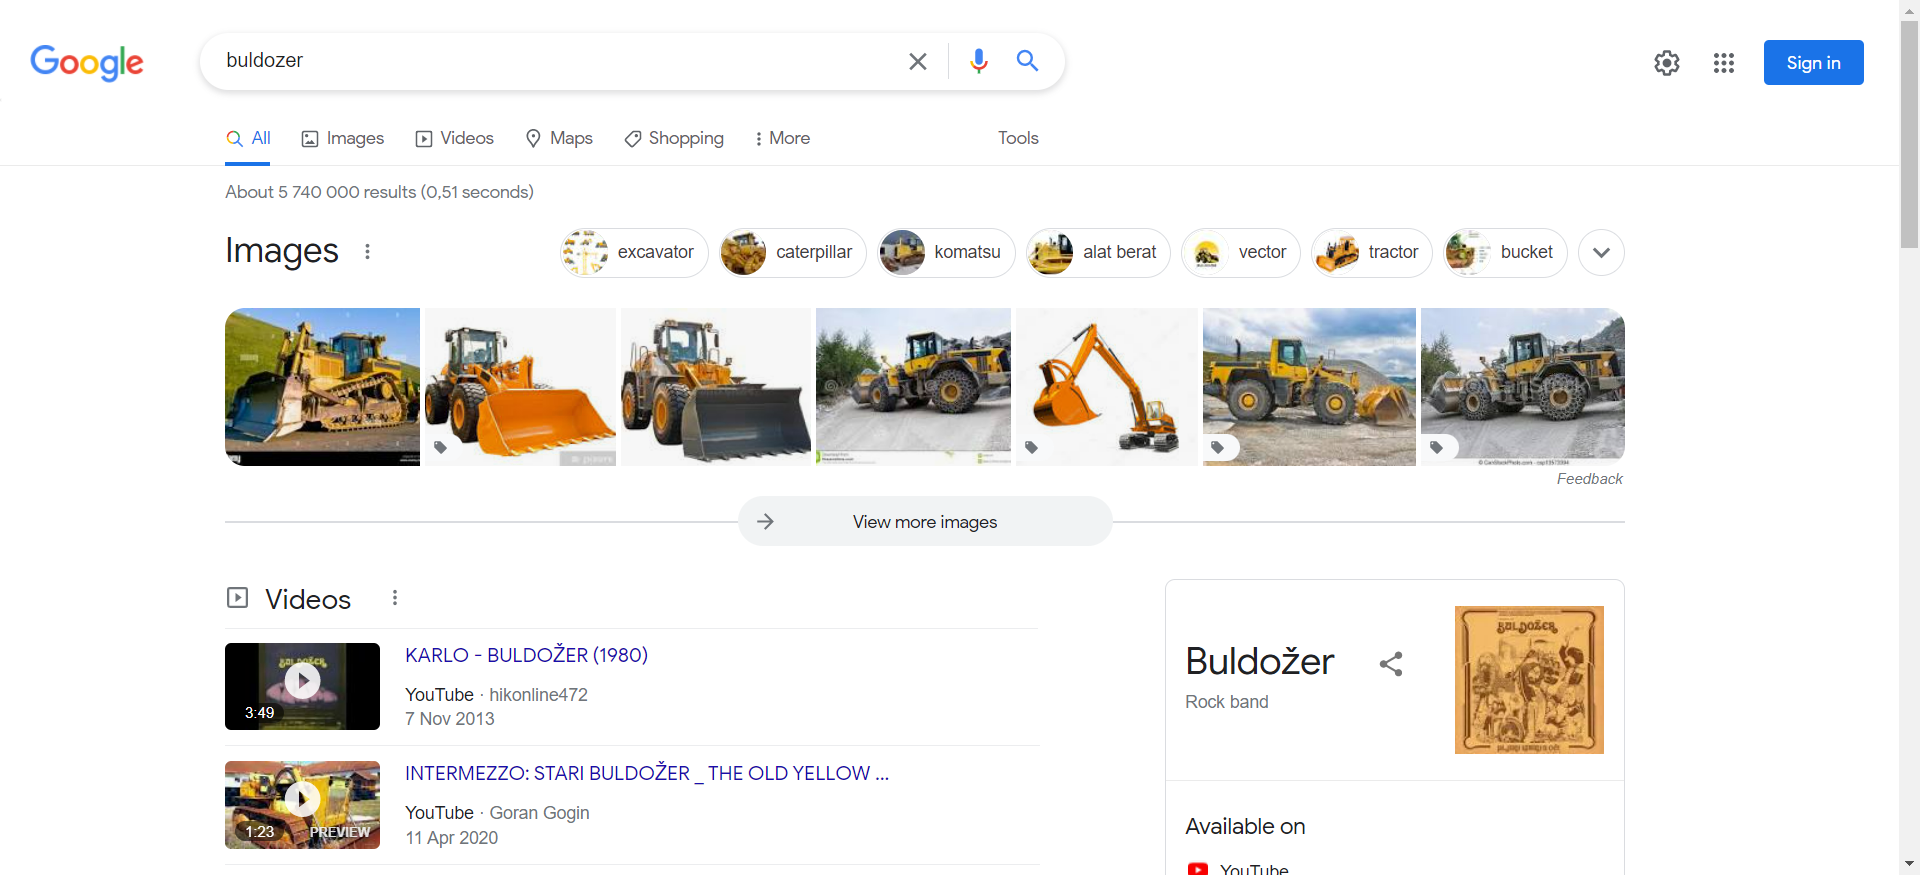 Google
buldozer
Sign in
All
Images
Videos
Maps
Shopping
More
Tools
About 5 740 000 results (0,51 seconds)
Images
excavator
caterpillar
komatsu
alat berat
vector
tractor
bucket
Feedback
View more images
Videos
KARLO - BULDOŽER (1980)
YouTube · hikonline472
7 Nov 2013
3:49
INTERMEZZO: STARI BULDOŽER _ THE OLD YELLOW ...
YouTube · Goran Gogin
11 Apr 2020
1:23
PREVIEW
Buldožer
Rock band
BULDOŽER
Available on
YouTube